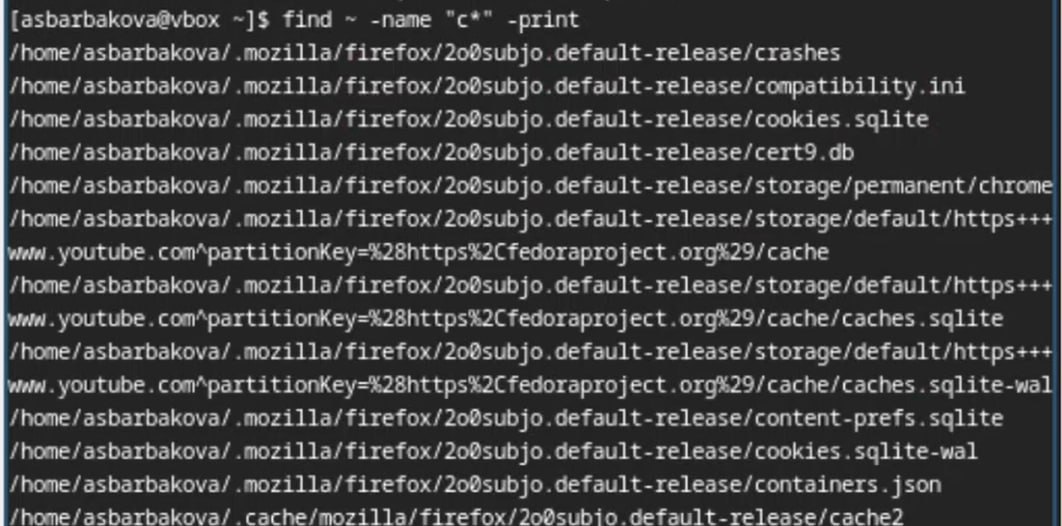 [asbarbakova@vbox ~]$ find ~ -name "c*" -print
/home/asbarbakova/.mozilla/firefox/2o0subjo.default-release/crashes
/home/asbarbakova/.mozilla/firefox/2o0subjo.default-release/compatibility.ini
/home/asbarbakova/.mozilla/firefox/2o0subjo.default-release/cookies.sqlite
/home/asbarbakova/.mozilla/firefox/2o0subjo.default-release/cert9.db
/home/asbarbakova/.mozilla/firefox/2o0subjo.default-release/storage/permanent/chrome
/home/asbarbakova/.mozilla/firefox/2o0subjo.default-release/storage/default/https+++
www.youtube.com^partitionKey=%28https%2Cfedoraproject.org%29/cache
/home/asbarbakova/.mozilla/firefox/2o0subjo.default-release/storage/default/https+++
www.youtube.com^partitionKey=%28https%2Cfedoraproject.org%29/cache/caches.sqlite
/home/asbarbakova/.mozilla/firefox/2o0subjo.default-release/storage/default/https+++
www.youtube.com^partitionKey=%28https%2Cfedoraproject.org%29/cache/caches.sqlite-wal
/home/asbarbakova/.mozilla/firefox/2o0subjo.default-release/content-prefs.sqlite
/home/asbarbakova/.mozilla/firefox/2o0subjo.default-release/cookies.sqlite-wal
/home/asbarbakova/.mozilla/firefox/2o0subjo.default-release/containers.json
/home/asbarbakova/.cache/mozilla/firefox/2o0subjo.default-release/cache2